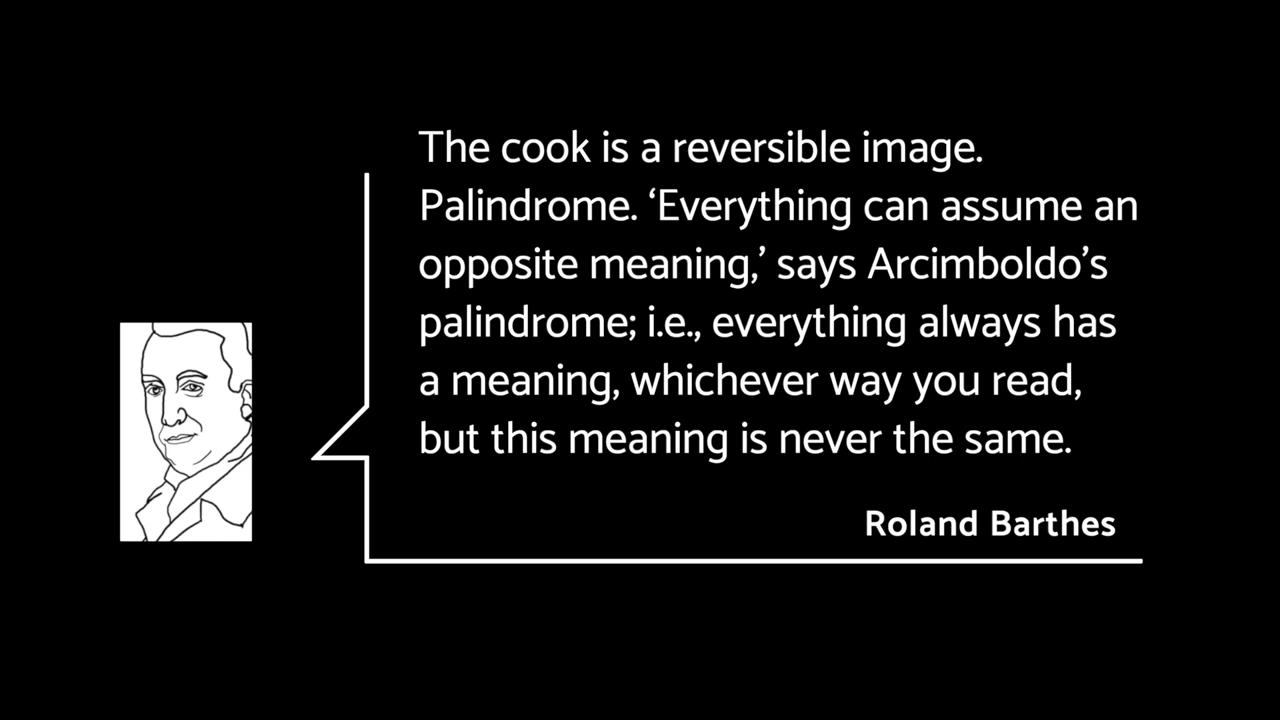 The cook is a reversible image.
Palindrome. ‘Everything can assume an
opposite meaning,’ says Arcimboldo’s
palindrome; i.e., everything always has
a meaning, whichever way you read,
but this meaning is never the same.
Roland Barthes